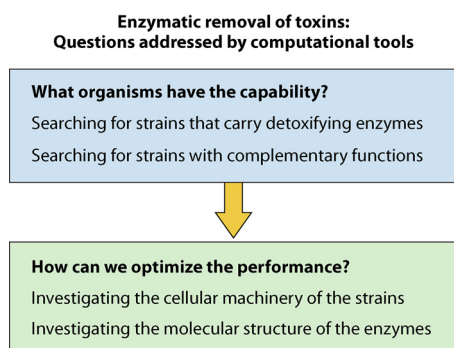 Enzymatic removal of toxins:
Questions addressed by computational tools
What organisms have the capability?
Searching for strains that carry detoxifying enzymes
Searching for strains with complementary functions
How can we optimize the performance?
Investigating the cellular machinery of the strains
Investigating the molecular structure of the enzymes